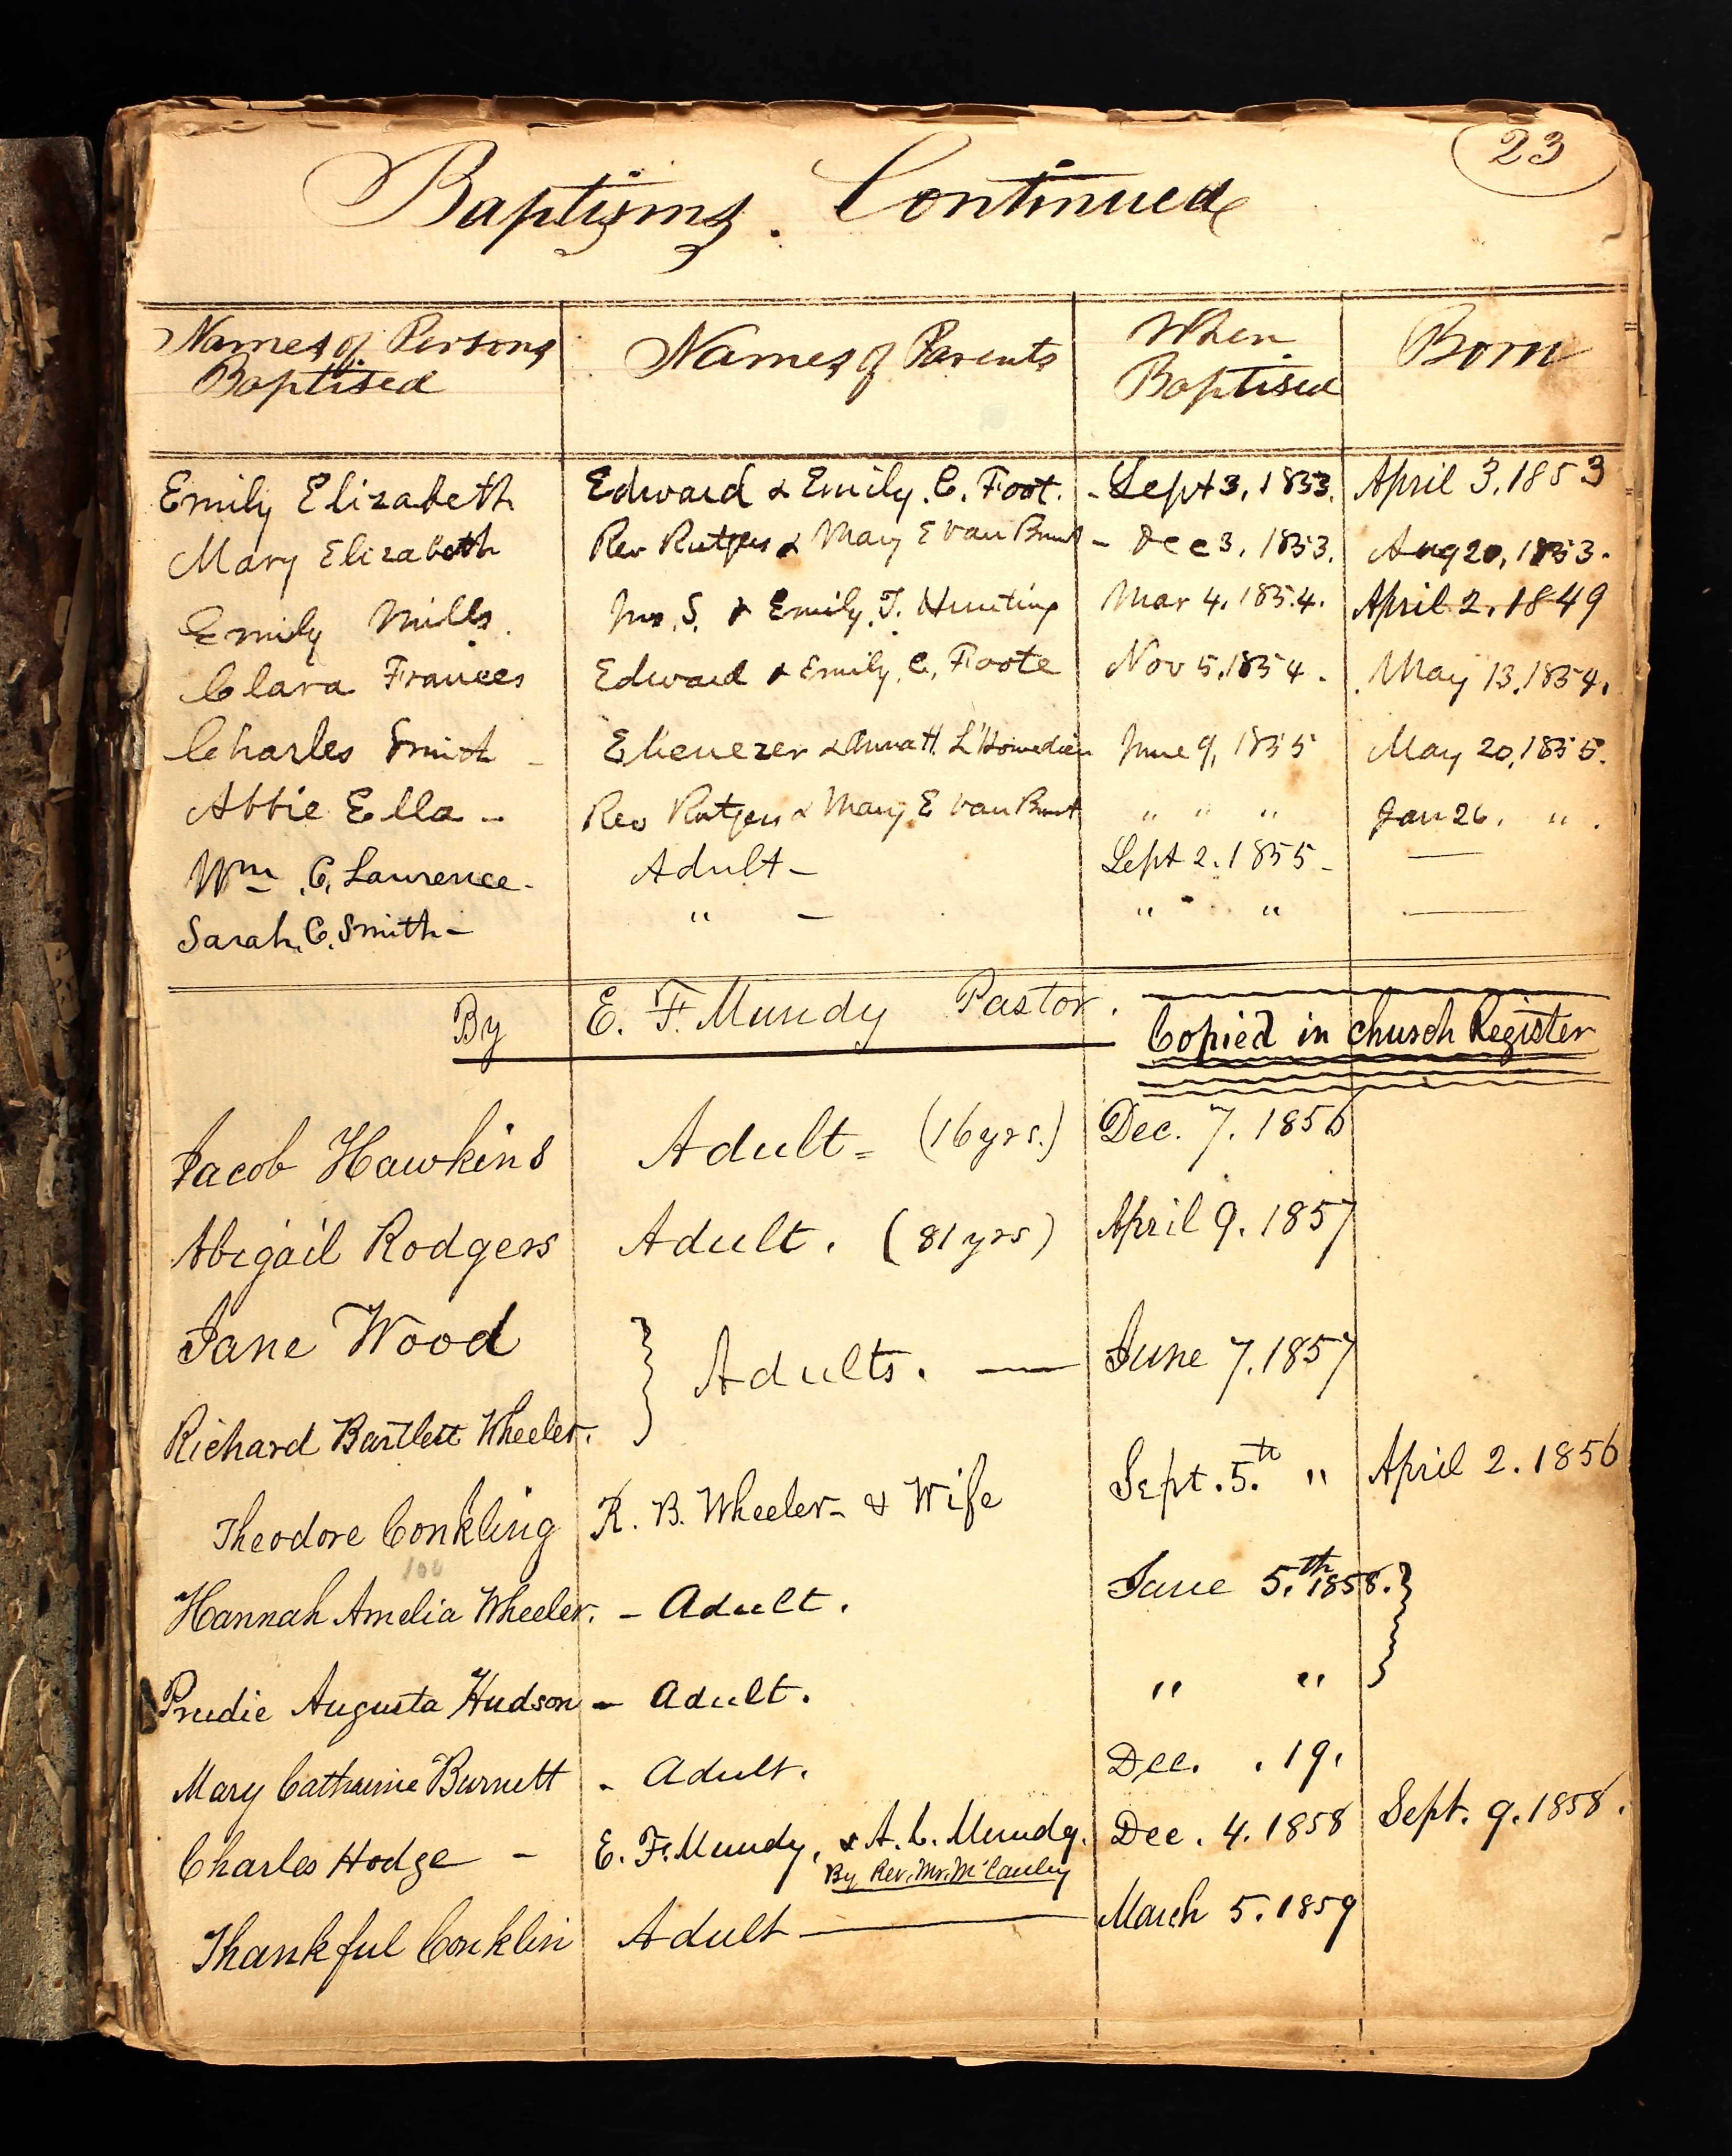 23
Baptisms. Continued
Names of Persons Baptised Names of Parents When Baptised Born
Emily Elizabeth Edward & Emily. C. Foot. - Sept 3, 1853. April 3, 1853
Mary Elizabeth Rev Rutgers & Mary E Van Brunt - Dec 3, 1853. Aug 20, 1853.
Emily Mills. Jno. S. & Emily. T. Hunting Mar 4. 1854. April 2. 1849
Clara Frances Edward & Emily. C. Foote Nov 5, 1854. May 13, 1854.
Charles Smith - Ebenezer & Anna H. L'Homedieu June 9, 1855 May 20, 1855.
Abbie Ella - Rev Rutgers & Mary E Van Brunt " " " Jan 26. " .
Wm. C. Lawrence - Adult - Sept 2. 1855 - —
Sarah. C. Smith - " - " " —
By E. F. Mundy Pastor.
Copied in church Register
Jacob Hawkins Adult = (16 yrs.) Dec. 7. 1856
Abigail Rodgers Adult. (81 yrs) April 9. 1857
Jane Wood } Adults. — June 7. 1857
Richard Bartlett Wheeler.
Theodore Conkling R. B. Wheeler - & Wife Sept. 5.th " April 2. 1856
100
Hannah Amelia Wheeler. - Adult. June 5.th 1858. }
Prudie Augusta Hudson - Adult. " "
Mary Catharine Burnett - Adult. Dec. . 19.
Charles Hodge - E. F. Mundy, & A. C. Mundy. Dec. 4. 1858 Sept. 9. 1858.
By Rev. Mr. McCauley
Thankful Conklin Adult — March 5. 1859